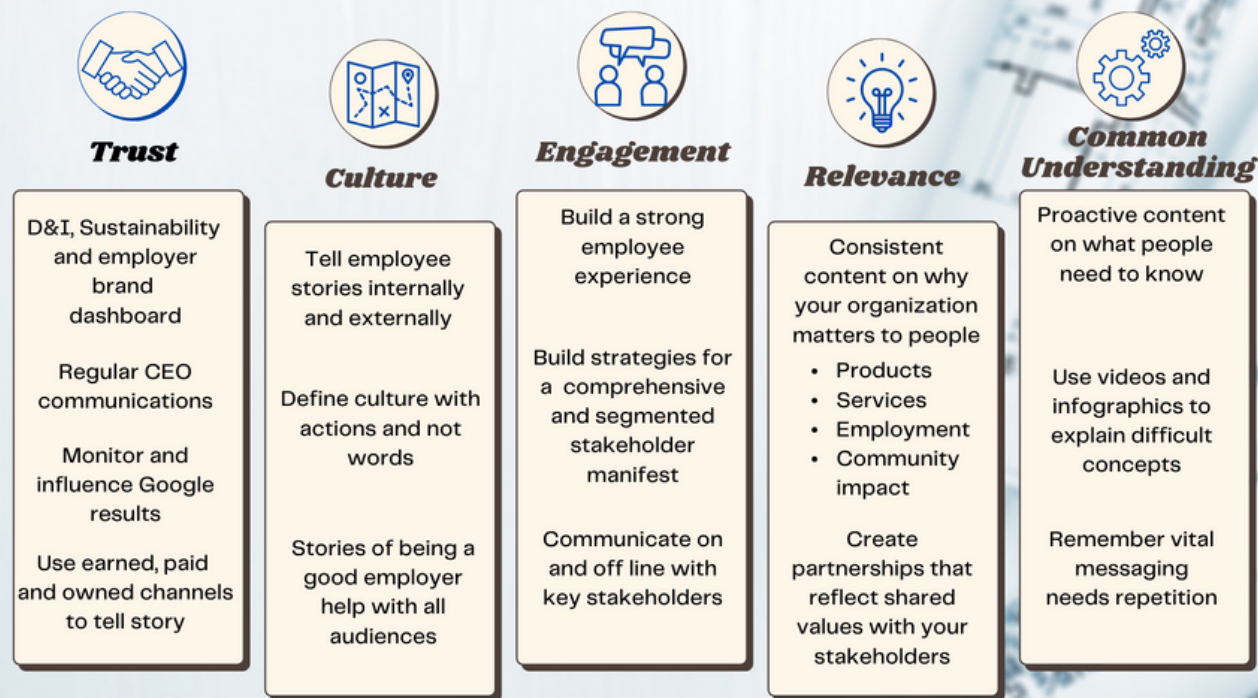 Trust
D&I, Sustainability
and employer
brand
dashboard
Regular CEO
communications
Monitor and
influence Google
results
Use earned, paid
and owned channels
to tell story
Culture
Tell employee
stories internally
and externally
Define culture with
actions and not
words
Stories of being a
good employer
help with all
audiences
Engagement
Build a strong
employee
experience
Build strategies for
a comprehensive
and segmented
stakeholder
manifest
Communicate on
and off line with
key stakeholders
Relevance
Consistent
content on why
your organization
matters to people
• Products
• Services
• Employment
• Community
impact
Create
partnerships that
reflect shared
values with your
stakeholders
Common
Understanding
Proactive content
on what people
need to know
Use videos and
infographics to
explain difficult
concepts
Remember vital
messaging
needs repetition